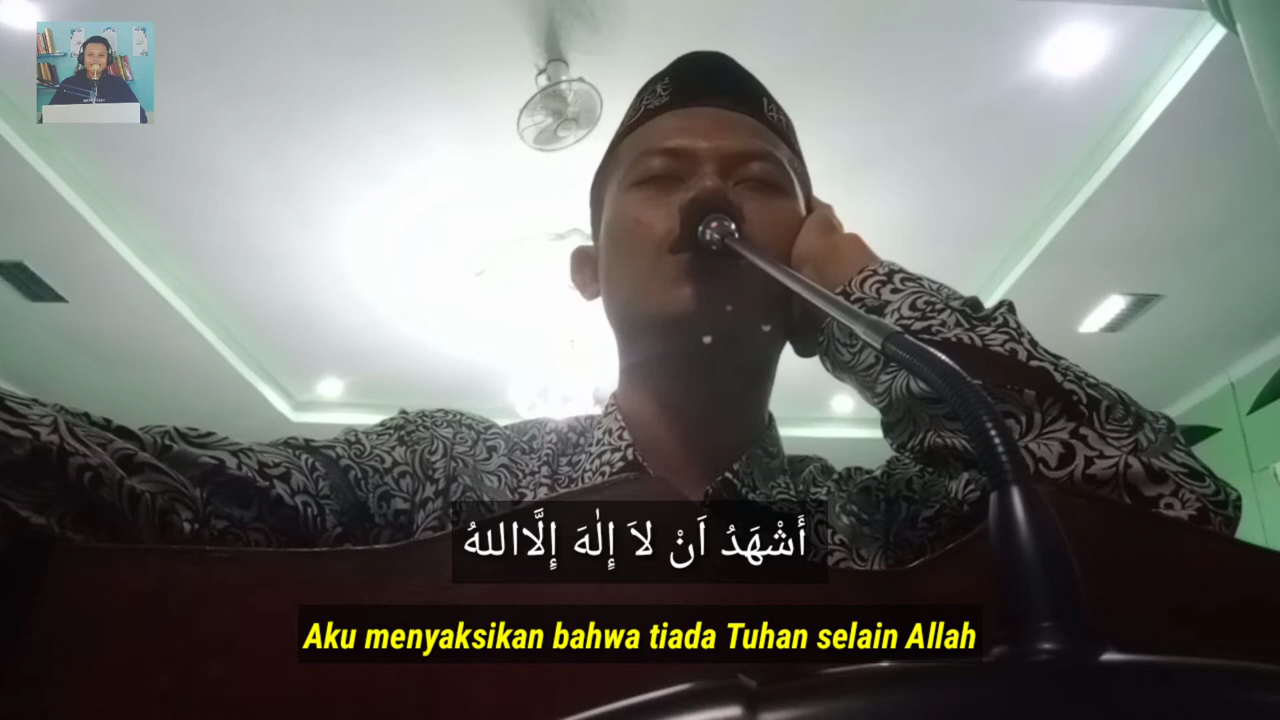 أَشْهَدُ اَنْ لاَ إِلٰهَ إِلَّااللهُ
Aku menyaksikan bahwa tiada Tuhan selain Allah